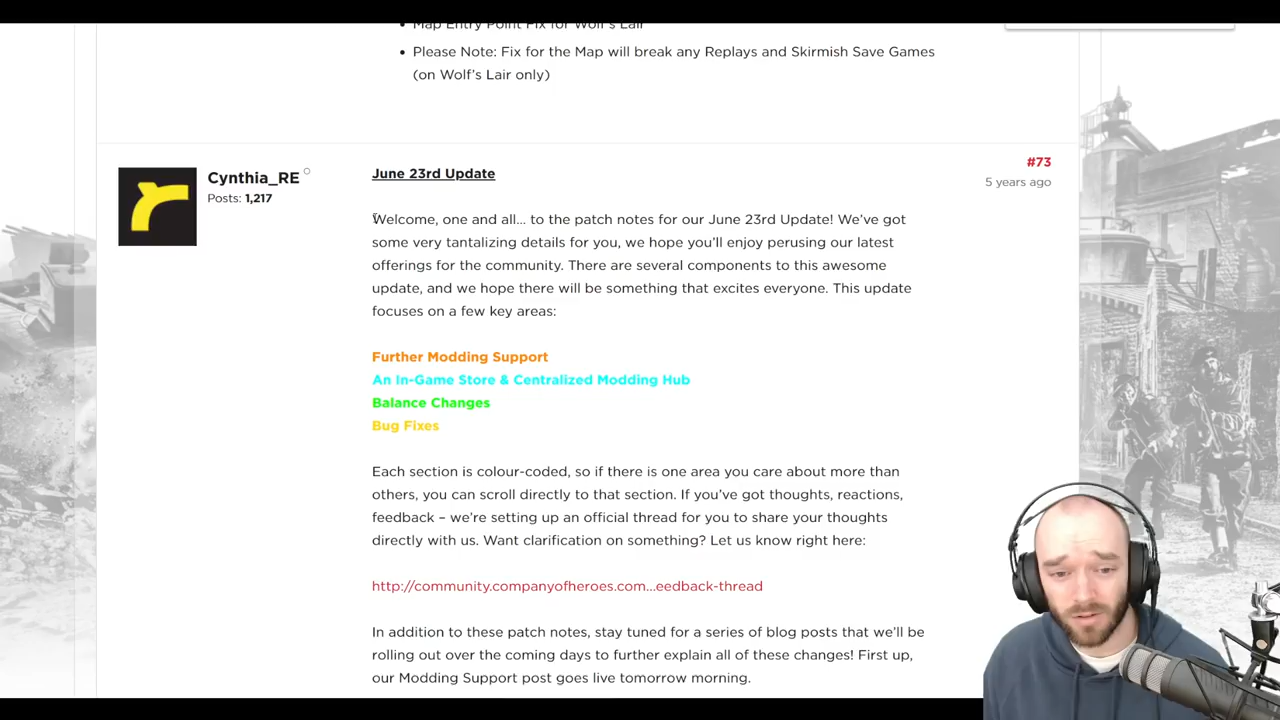 Map Entry Point Fix for Wolf's Lair
Please Note: Fix for the Map will break any Replays and Skirmish Save Games
(on Wolf's Lair only)
#73
5 years ago
Cynthia_RE
Posts: 1,217
June 23rd Update
Welcome, one and all... to the patch notes for our June 23rd Update! We've got
some very tantalizing details for you, we hope you'll enjoy perusing our latest
offerings for the community. There are several components to this awesome
update, and we hope there will be something that excites everyone. This update
focuses on a few key areas:
Further Modding Support
An In-Game Store & Centralized Modding Hub
Balance Changes
Bug Fixes
Each section is colour-coded, so if there is one area you care about more than
others, you can scroll directly to that section. If you've got thoughts, reactions,
feedback – we're setting up an official thread for you to share your thoughts
directly with us. Want clarification on something? Let us know right here:
http://community.companyofheroes.com...eedback-thread
In addition to these patch notes, stay tuned for a series of blog posts that we'll be
rolling out over the coming days to further explain all of these changes! First up,
our Modding Support post goes live tomorrow morning.